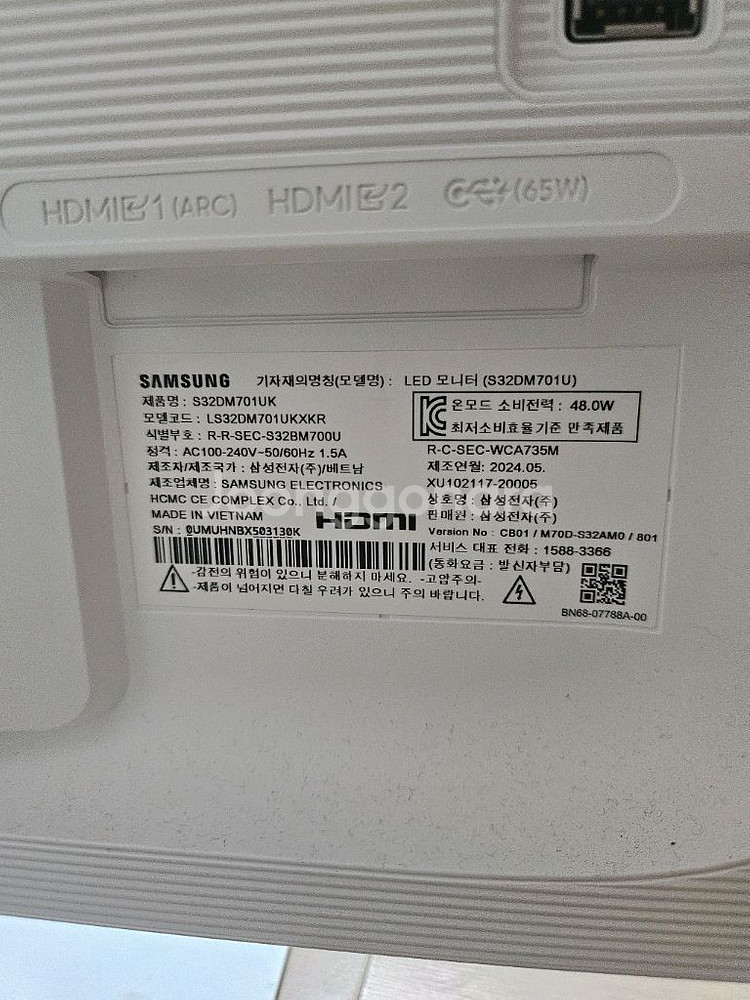 HDMI 1 (ARC) HDMI 2 (65W)
SAMSUNG 기자재의명칭(모델명) : LED 모니터 (S32DM701U)
제품명 : S32DM701UK
모델코드 : LS32DM701UKXKR
식별부호 : R-R-SEC-S32BM700U
정격 : AC100-240V~50/60Hz 1.5A
제조자/제조국가 : 삼성전자(주)/베트남
제조업체명 : SAMSUNG ELECTRONICS
HCMC CE COMPLEX Co., Ltd. /
MADE IN VIETNAM
HDMI
S/N : 0UMUHNBX503130K
온모드 소비전력 : 48.0W
최저소비효율기준 만족제품
R-C-SEC-WCA735M
제조연월: 2024.05.
XU102117-20005
상호명 : 삼성전자(주)
판매원 : 삼성전자(주)
Version No : CB01 / M70D-S32AM0 / 801
서비스 대표 전화 : 1588-3366
(통화요금 : 발신자부담)
-감전의 위험이 있으니 분해하지 마세요. -고압주의-
-제품이 넘어지면 다칠 우려가 있으니 주의 바랍니다.
BN68-07788A-00